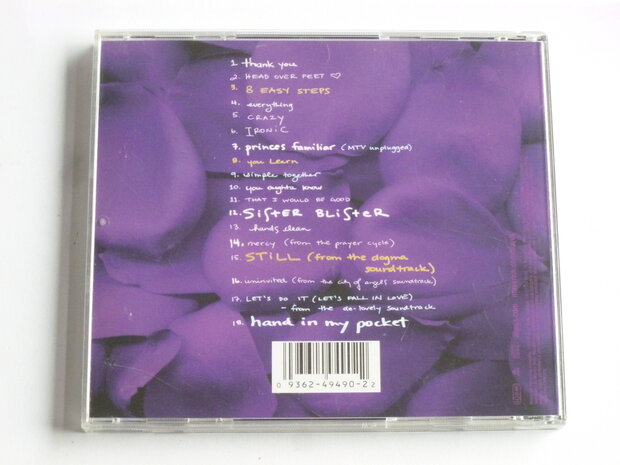 1. thank you
2. HEAD OVER FEET ♡
3. 8 EASY STEPS
4. everything
5. CRAZY
6. IRONIC
7. princes familiar (MTV unplugged)
8. you learn
9. simple together
10. you oughta know
11. THAT I WOULD BE GOOD
12. SiSTER BLiSTER
13. hands clean
14. mercy (from the prayer cycle)
15. STiLL (from the dogma
soundtrack)
16. uninvited (from the city of angels soundtrack)
17. LET'S DO IT (LET'S FALL IN LOVE)
- from the de-lovely soundtrack
18. hand in my pocket
0 9362-49490-2 2